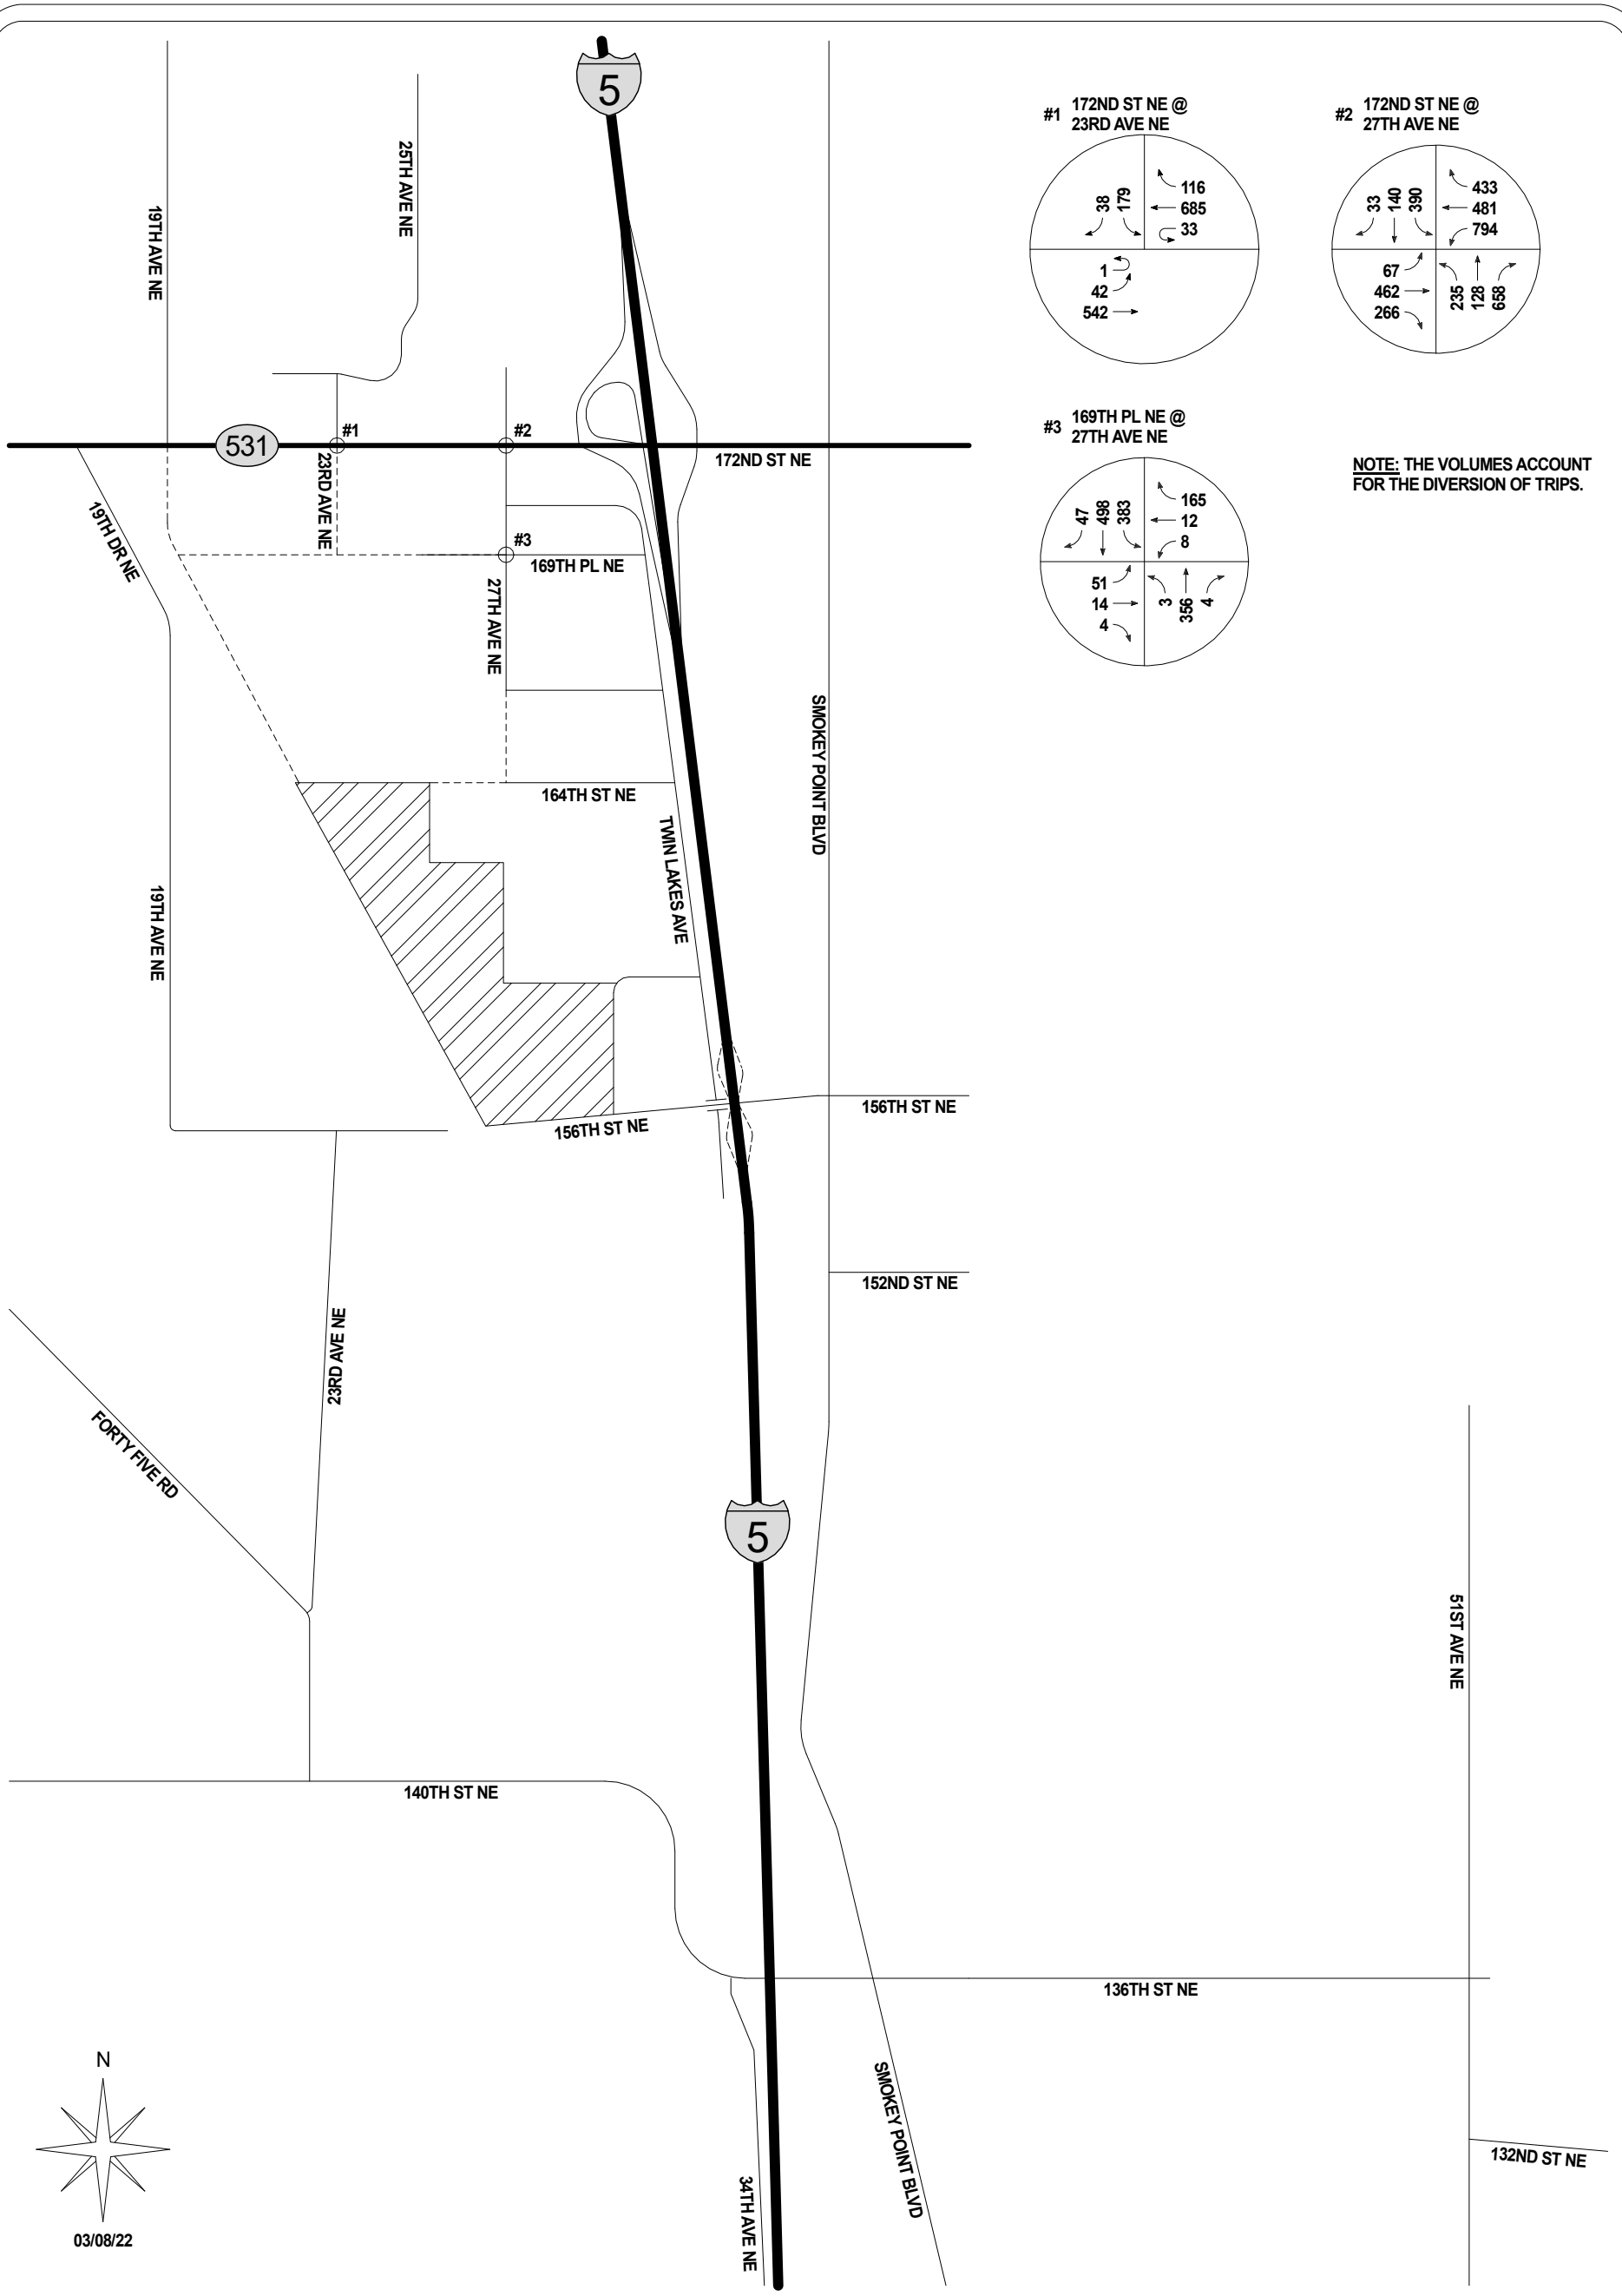 5
25TH AVE NE
19TH AVE NE
#1 172ND ST NE @
23RD AVE NE
38
179
116
685
33
1
42
542
#2 172ND ST NE @
27TH AVE NE
33
140
390
433
481
794
67
462
266
235
128
658
#3 169TH PL NE @
27TH AVE NE
47
498
383
165
12
8
51
14
4
3
356
4
NOTE: THE VOLUMES ACCOUNT
FOR THE DIVERSION OF TRIPS.
531
#1
#2
172ND ST NE
23RD AVE NE
19TH DR NE
#3
169TH PL NE
27TH AVE NE
SMOKEY POINT BLVD
164TH ST NE
TWIN LAKES AVE
19TH AVE NE
156TH ST NE
156TH ST NE
152ND ST NE
23RD AVE NE
FORTY FIVE RD
5
51ST AVE NE
140TH ST NE
136TH ST NE
N
03/08/22
34TH AVE NE
SMOKEY POINT BLVD
132ND ST NE